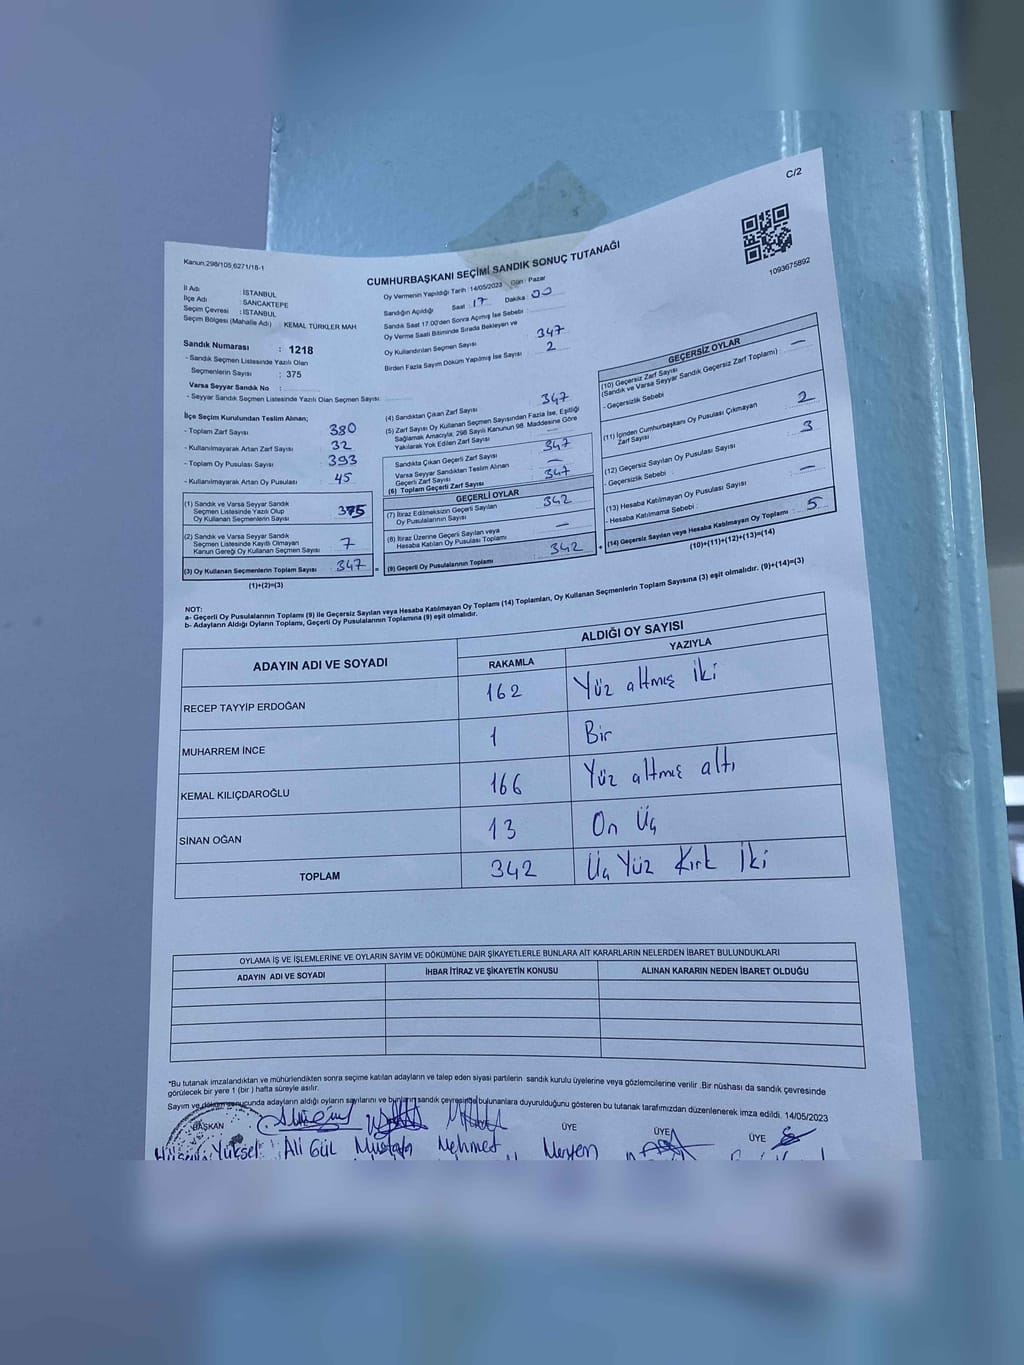 C/2
1093675892
Kanun:298/105,6271/18-1
CUMHURBAŞKANI SEÇİMİ SANDIK SONUÇ TUTANAĞI
İl Adı : İSTANBUL
İlçe Adı : SANCAKTEPE
Seçim Çevresi : İSTANBUL
Seçim Bölgesi (Mahalle Adı) : KEMAL TÜRKLER MAH
Sandık Numarası : 1218
- Sandık Seçmen Listesinde Yazılı Olan
Seçmenlerin Sayısı : 375
Varsa Seyyar Sandık No :
- Seyyar Sandık Seçmen Listesinde Yazılı Olan Seçmen Sayısı:
Oy Vermenin Yapıldığı Tarih :14/05/2023 Gün : Pazar
Sandığın Açıldığı Saat : 17 Dakika : 00
Sandık Saat 17.00'den Sonra Açılmış İse Sebebi :
Oy Verme Saati Bitiminde Sırada Bekleyen ve
Oy Kullandırılan Seçmen Sayısı 347
Birden Fazla Sayım Döküm Yapılmış İse Sayısı 2
İlçe Seçim Kurulundan Teslim Alınan;
- Toplam Zarf Sayısı 380
- Kullanılmayarak Artan Zarf Sayısı 32
- Toplam Oy Pusulası Sayısı 393
- Kullanılmayarak Artan Oy Pusulası 45
(1) Sandık ve Varsa Seyyar Sandık
Seçmen Listesinde Yazılı Olup
Oy Kullanan Seçmenlerin Sayısı 375
(2) Sandık ve Varsa Seyyar Sandık
Seçmen Listesinde Kayıtlı Olmayan
Kanun Gereği Oy Kullanan Seçmen Sayısı 7
(3) Oy Kullanan Seçmenlerin Toplam Sayısı 347 =
(1)+(2)=(3)
(4) Sandıktan Çıkan Zarf Sayısı 347
(5) Zarf Sayısı Oy Kullanan Seçmen Sayısından Fazla İse, Eşitliği
Sağlamak Amacıyla; 298 Sayılı Kanunun 98. Maddesine Göre
Yakılarak Yok Edilen Zarf Sayısı —
Sandıkta Çıkan Geçerli Zarf Sayısı 347
Varsa Seyyar Sandıktan Teslim Alınan
Geçerli Zarf Sayısı —
(6) Toplam Geçerli Zarf Sayısı 347
GEÇERLİ OYLAR
(7) İtiraz Edilmeksizin Geçerli Sayılan
Oy Pusulalarının Sayısı 342
(8) İtiraz Üzerine Geçerli Sayılan veya
Hesaba Katılan Oy Pusulası Toplamı —
(9) Geçerli Oy Pusulalarının Toplamı 342 +
GEÇERSİZ OYLAR
(10) Geçersiz Zarf Sayısı
(Sandık ve Varsa Seyyar Sandık Geçersiz Zarf Toplamı) —
- Geçersizlik Sebebi
(11) İçinden Cumhurbaşkanı Oy Pusulası Çıkmayan
Zarf Sayısı 2
(12) Geçersiz Sayılan Oy Pusulası Sayısı 3
- Geçersizlik Sebebi
(13) Hesaba Katılmayan Oy Pusulası Sayısı —
- Hesaba Katılmama Sebebi :
(14) Geçersiz Sayılan veya Hesaba Katılmayan Oy Toplamı : 5
(10)+(11)+(12)+(13)=(14)
NOT:
a- Geçerli Oy Pusulalarının Toplamı (9) ile Geçersiz Sayılan veya Hesaba Katılmayan Oy Toplamı (14) Toplamları, Oy Kullanan Seçmenlerin Toplam Sayısına (3) eşit olmalıdır. (9)+(14)=(3)
b- Adayların Aldığı Oyların Toplamı, Geçerli Oy Pusulalarının Toplamına (9) eşit olmalıdır.
ADAYIN ADI VE SOYADI
ALDIĞI OY SAYISI
RAKAMLA YAZIYLA
RECEP TAYYİP ERDOĞAN 162 Yüz altmış iki
MUHARREM İNCE 1 Bir
KEMAL KILIÇDAROĞLU 166 Yüz altmış altı
SİNAN OĞAN 13 On Üç
TOPLAM 342 Üç Yüz Kırk İki
OYLAMA İŞ VE İŞLEMLERİNE VE OYLARIN SAYIM VE DÖKÜMÜNE DAİR ŞİKAYETLERLE BUNLARA AİT KARARLARIN NELERDEN İBARET BULUNDUKLARI
ADAYIN ADI VE SOYADI İHBAR İTİRAZ VE ŞİKAYETİN KONUSU ALINAN KARARIN NEDEN İBARET OLDUĞU
*Bu tutanak imzalandıktan ve mühürlendikten sonra seçime katılan adayların ve talep eden siyasi partilerin sandık kurulu üyelerine veya gözlemcilerine verilir .Bir nüshası da sandık çevresinde
görülecek bir yere 1 (bir ) hafta süreyle asılır.
Sayım ve döküm sonucunda adayların aldığı oyların sayılarını ve bunların sandık çevresinde bulunanlara duyurulduğunu gösteren bu tutanak tarafımızdan düzenlenerek imza edildi. 14/05/2023
BAŞKAN ÜYE ÜYE ÜYE
Yüksel Ali Gül Mustafa Mehmet Meryem